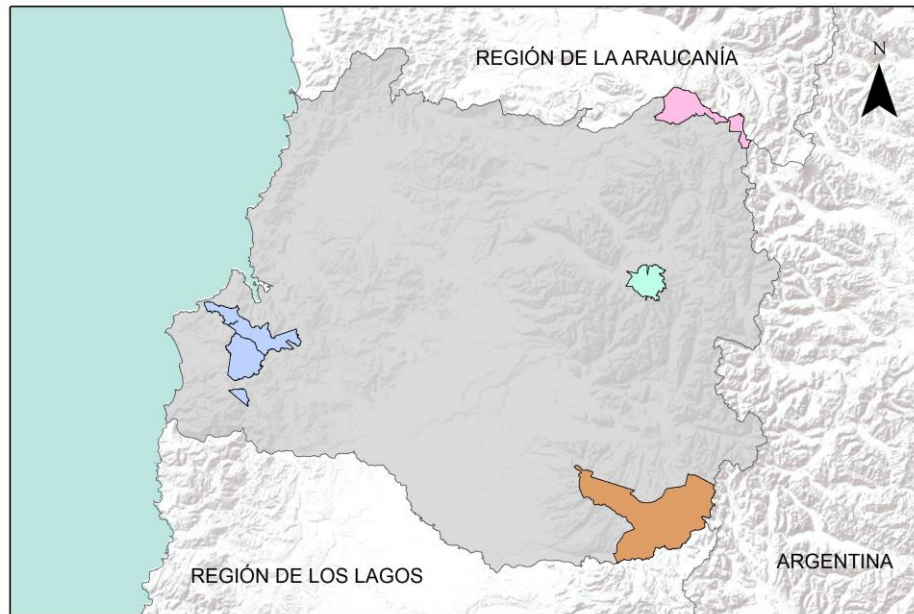 REGIÓN DE LA ARAUCANÍA
N
REGIÓN DE LOS LAGOS
ARGENTINA